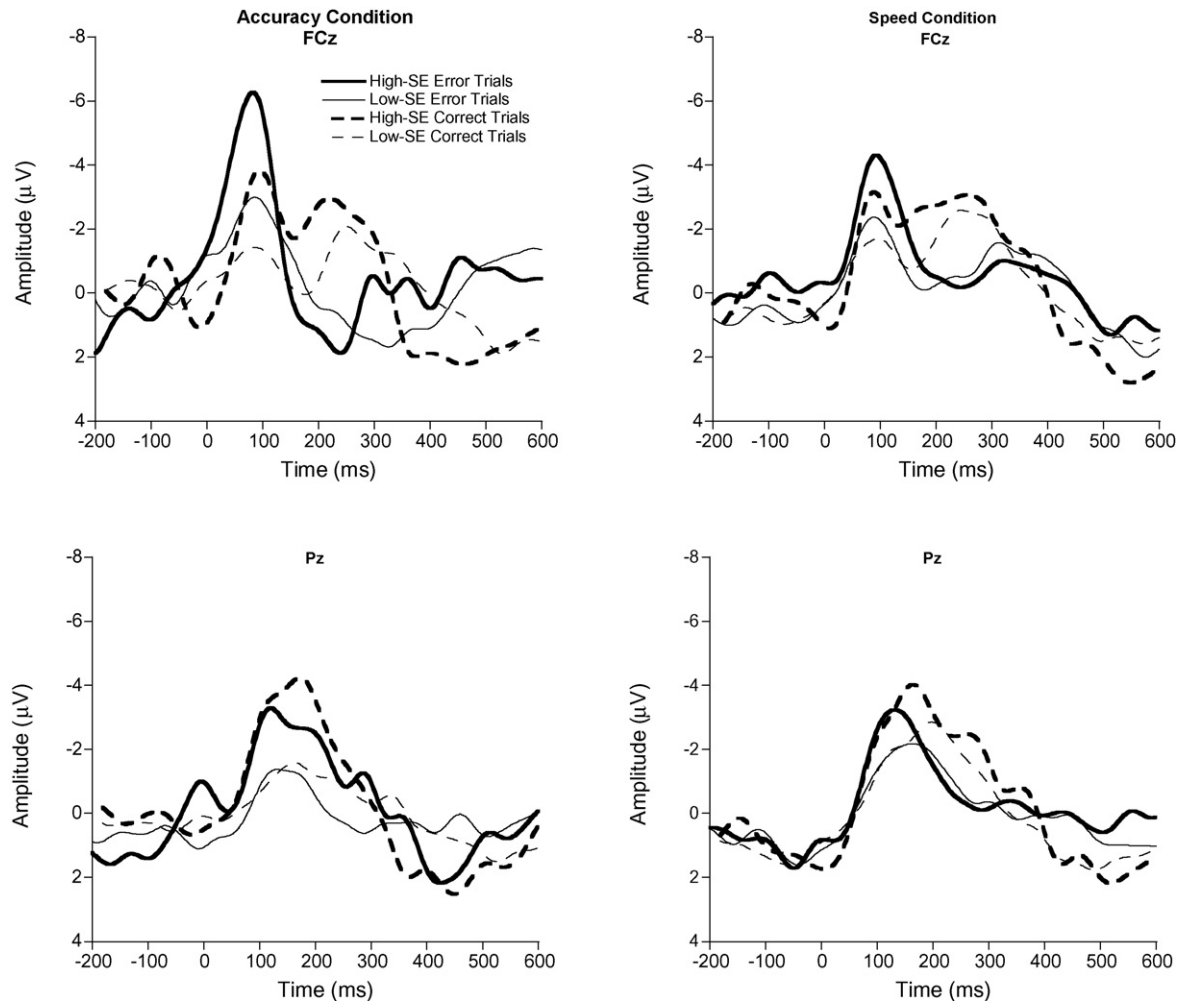 Accuracy Condition
FCz
-8
-6
-4
-2
0
2
4
Amplitude (μV)
High-SE Error Trials
Low-SE Error Trials
High-SE Correct Trials
Low-SE Correct Trials
-200 -100 0 100 200 300 400 500 600
Time (ms)
Speed Condition
FCz
-8
-6
-4
-2
0
2
4
Amplitude (μV)
-200 -100 0 100 200 300 400 500 600
Time (ms)
Pz
-8
-6
-4
-2
0
2
4
Amplitude (μV)
-200 -100 0 100 200 300 400 500 600
Time (ms)
Pz
-8
-6
-4
-2
0
2
4
Amplitude (μV)
-200 -100 0 100 200 300 400 500 600
Time (ms)